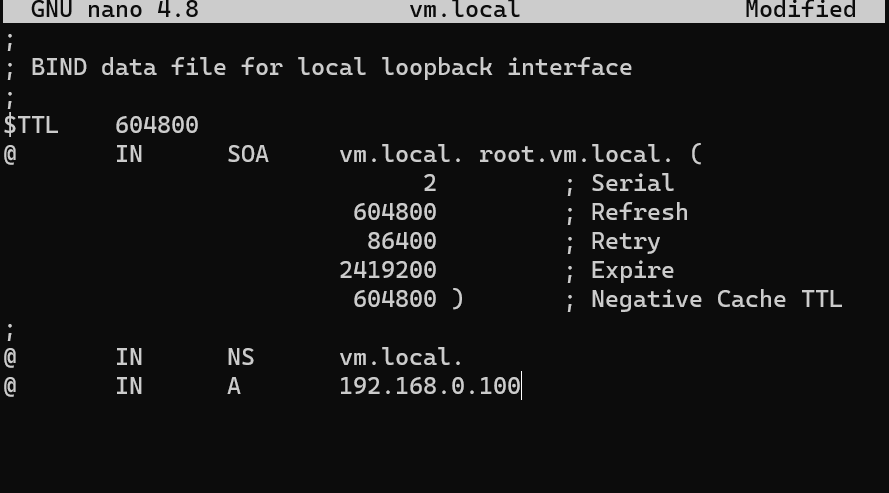 GNU nano 4.8 vm.local Modified
;
; BIND data file for local loopback interface
;
$TTL 604800
@ IN SOA vm.local. root.vm.local. (
2 ; Serial
604800 ; Refresh
86400 ; Retry
2419200 ; Expire
604800 ) ; Negative Cache TTL
;
@ IN NS vm.local.
@ IN A 192.168.0.100